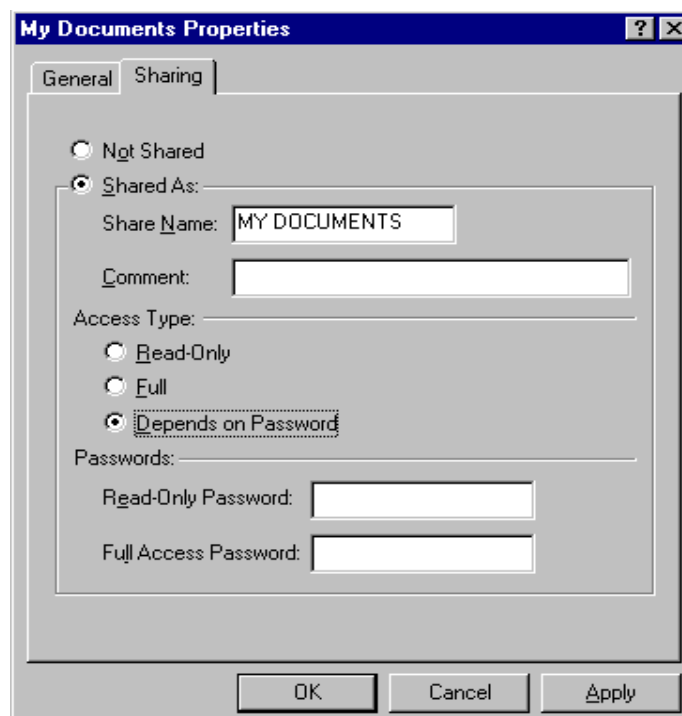 My Documents Properties
General Sharing
Not Shared
Shared As:
Share Name: MY DOCUMENTS
Comment:
Access Type:
Read-Only
Full
Depends on Password
Passwords:
Read-Only Password:
Full Access Password:
OK Cancel Apply